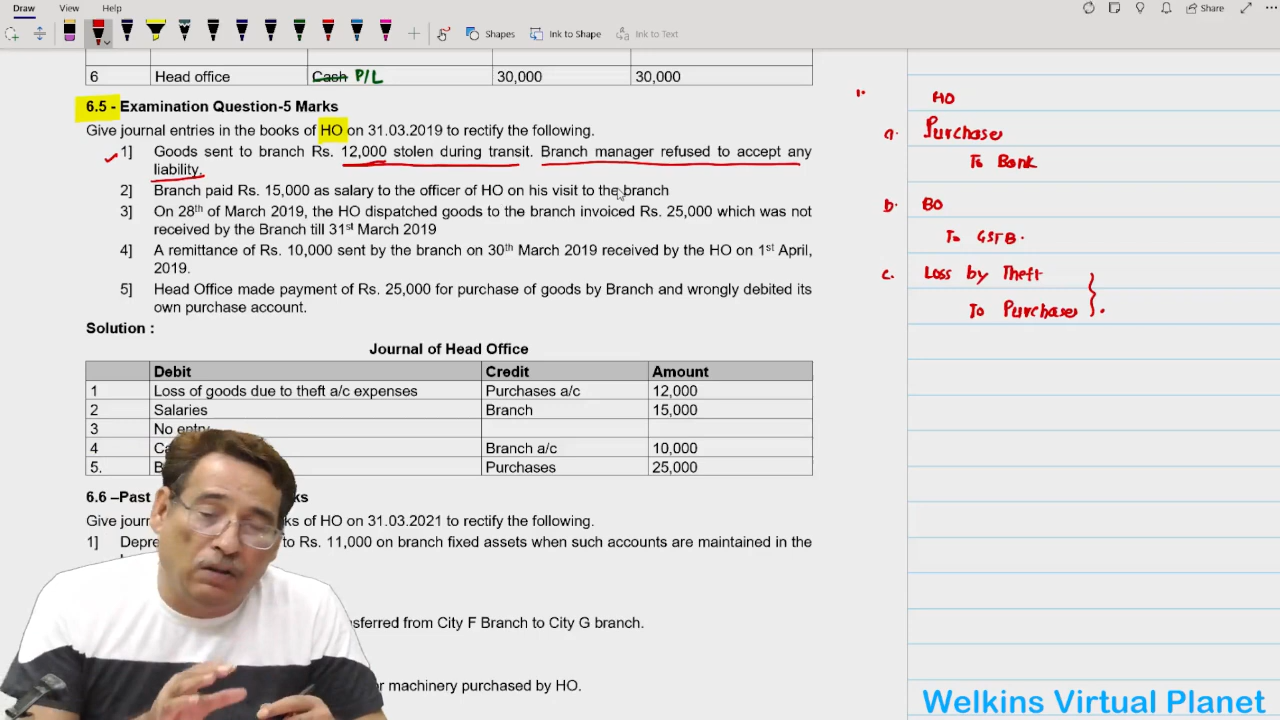 Draw View Share
Shapes Ink to Shape Ink to Text
6 Head office Cash P/L 30,000 30,000
6.5 - Examination Question-5 Marks
Give journal entries in the books of HO on 31.03.2019 to rectify the following.
1] Goods sent to branch Rs. 12,000 stolen during transit. Branch manager refused to accept any
liability.
2] Branch paid Rs. 15,000 as salary to the officer of HO on his visit to the branch
3] On 28th of March 2019, the HO dispatched goods to the branch invoiced Rs. 25,000 which was not
received by the Branch till 31st March 2019
4] A remittance of Rs. 10,000 sent by the branch on 30th March 2019 received by the HO on 1st April,
2019.
5] Head Office made payment of Rs. 25,000 for purchase of goods by Branch and wrongly debited its
own purchase account.
Solution :
Journal of Head Office
Debit Credit Amount
1 Loss of goods due to theft a/c expenses Purchases a/c 12,000
2 Salaries Branch 15,000
3 No entry
4 Branch a/c 10,000
5. Purchases 25,000
6.6 –Past
Give of HO on 31.03.2021 to rectify the following.
1] to Rs. 11,000 on branch fixed assets when such accounts are maintained in the
from City F Branch to City G branch.
machinery purchased by HO.
1. HO
a. Purchases
To Bank
b. BO
To GSTB.
c. Loss by Theft
To Purchases
Welkins Virtual Planet